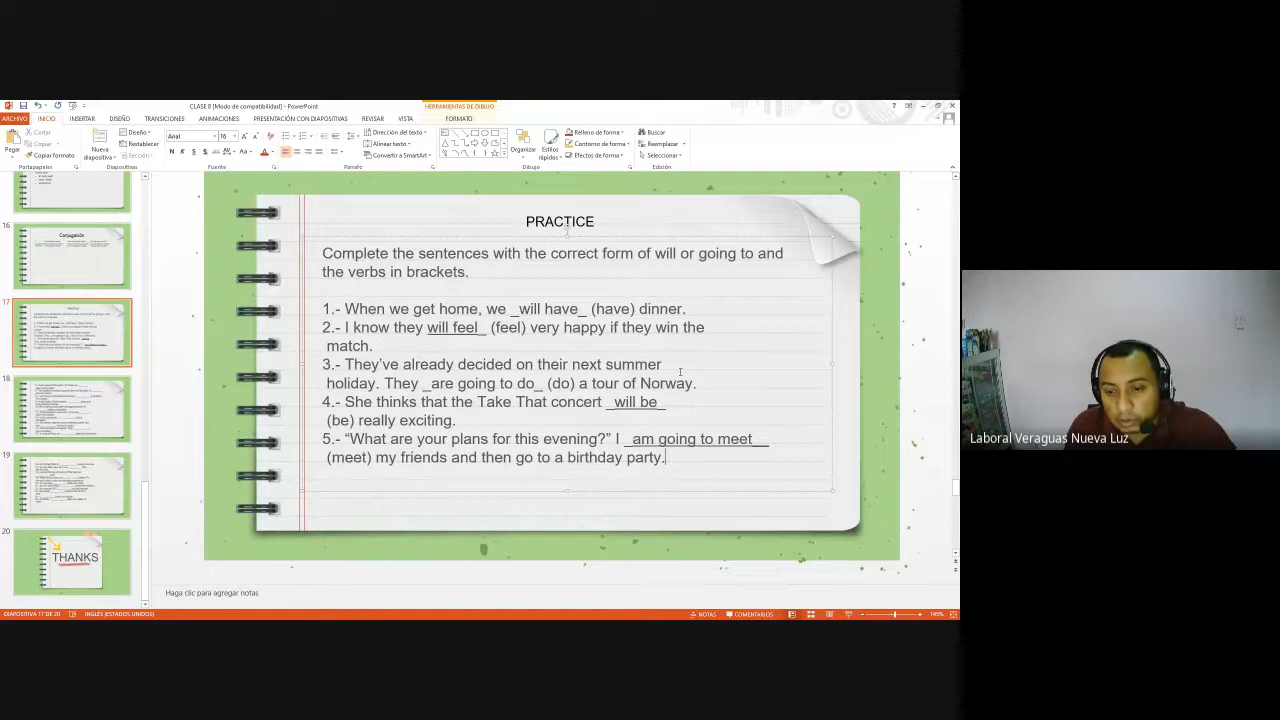 CLASE 8 [Modo de compatibilidad] - PowerPoint
HERRAMIENTAS DE DIBUJO
ARCHIVO INICIO INSERTAR DISEÑO TRANSICIONES ANIMACIONES PRESENTACIÓN CON DIAPOSITIVAS REVISAR VISTA FORMATO
Pegar
Cortar
Copiar
Copiar formato
Portapapeles
Nueva diapositiva
Diseño
Restablecer
Sección
Diapositivas
Arial 16
Fuente
Dirección del texto
Alinear texto
Convertir a SmartArt
Párrafo
Organizar
Estilos rápidos
Relleno de forma
Contorno de forma
Efectos de forma
Dibujo
Buscar
Reemplazar
Seleccionar
Edición
16
Conjugación
17
18
19
20
THANKS
PRACTICE
Complete the sentences with the correct form of will or going to and
the verbs in brackets.
1.- When we get home, we _will have_ (have) dinner.
2.- I know they will feel_ (feel) very happy if they win the
match.
3.- They’ve already decided on their next summer
holiday. They _are going to do_ (do) a tour of Norway.
4.- She thinks that the Take That concert _will be_
(be) really exciting.
5.- “What are your plans for this evening?” I _am going to meet__
(meet) my friends and then go to a birthday party.
Haga clic para agregar notas
DIAPOSITIVA 17 DE 20 INGLÉS (ESTADOS UNIDOS) NOTAS COMENTARIOS 145%
Laboral Veraguas Nueva Luz